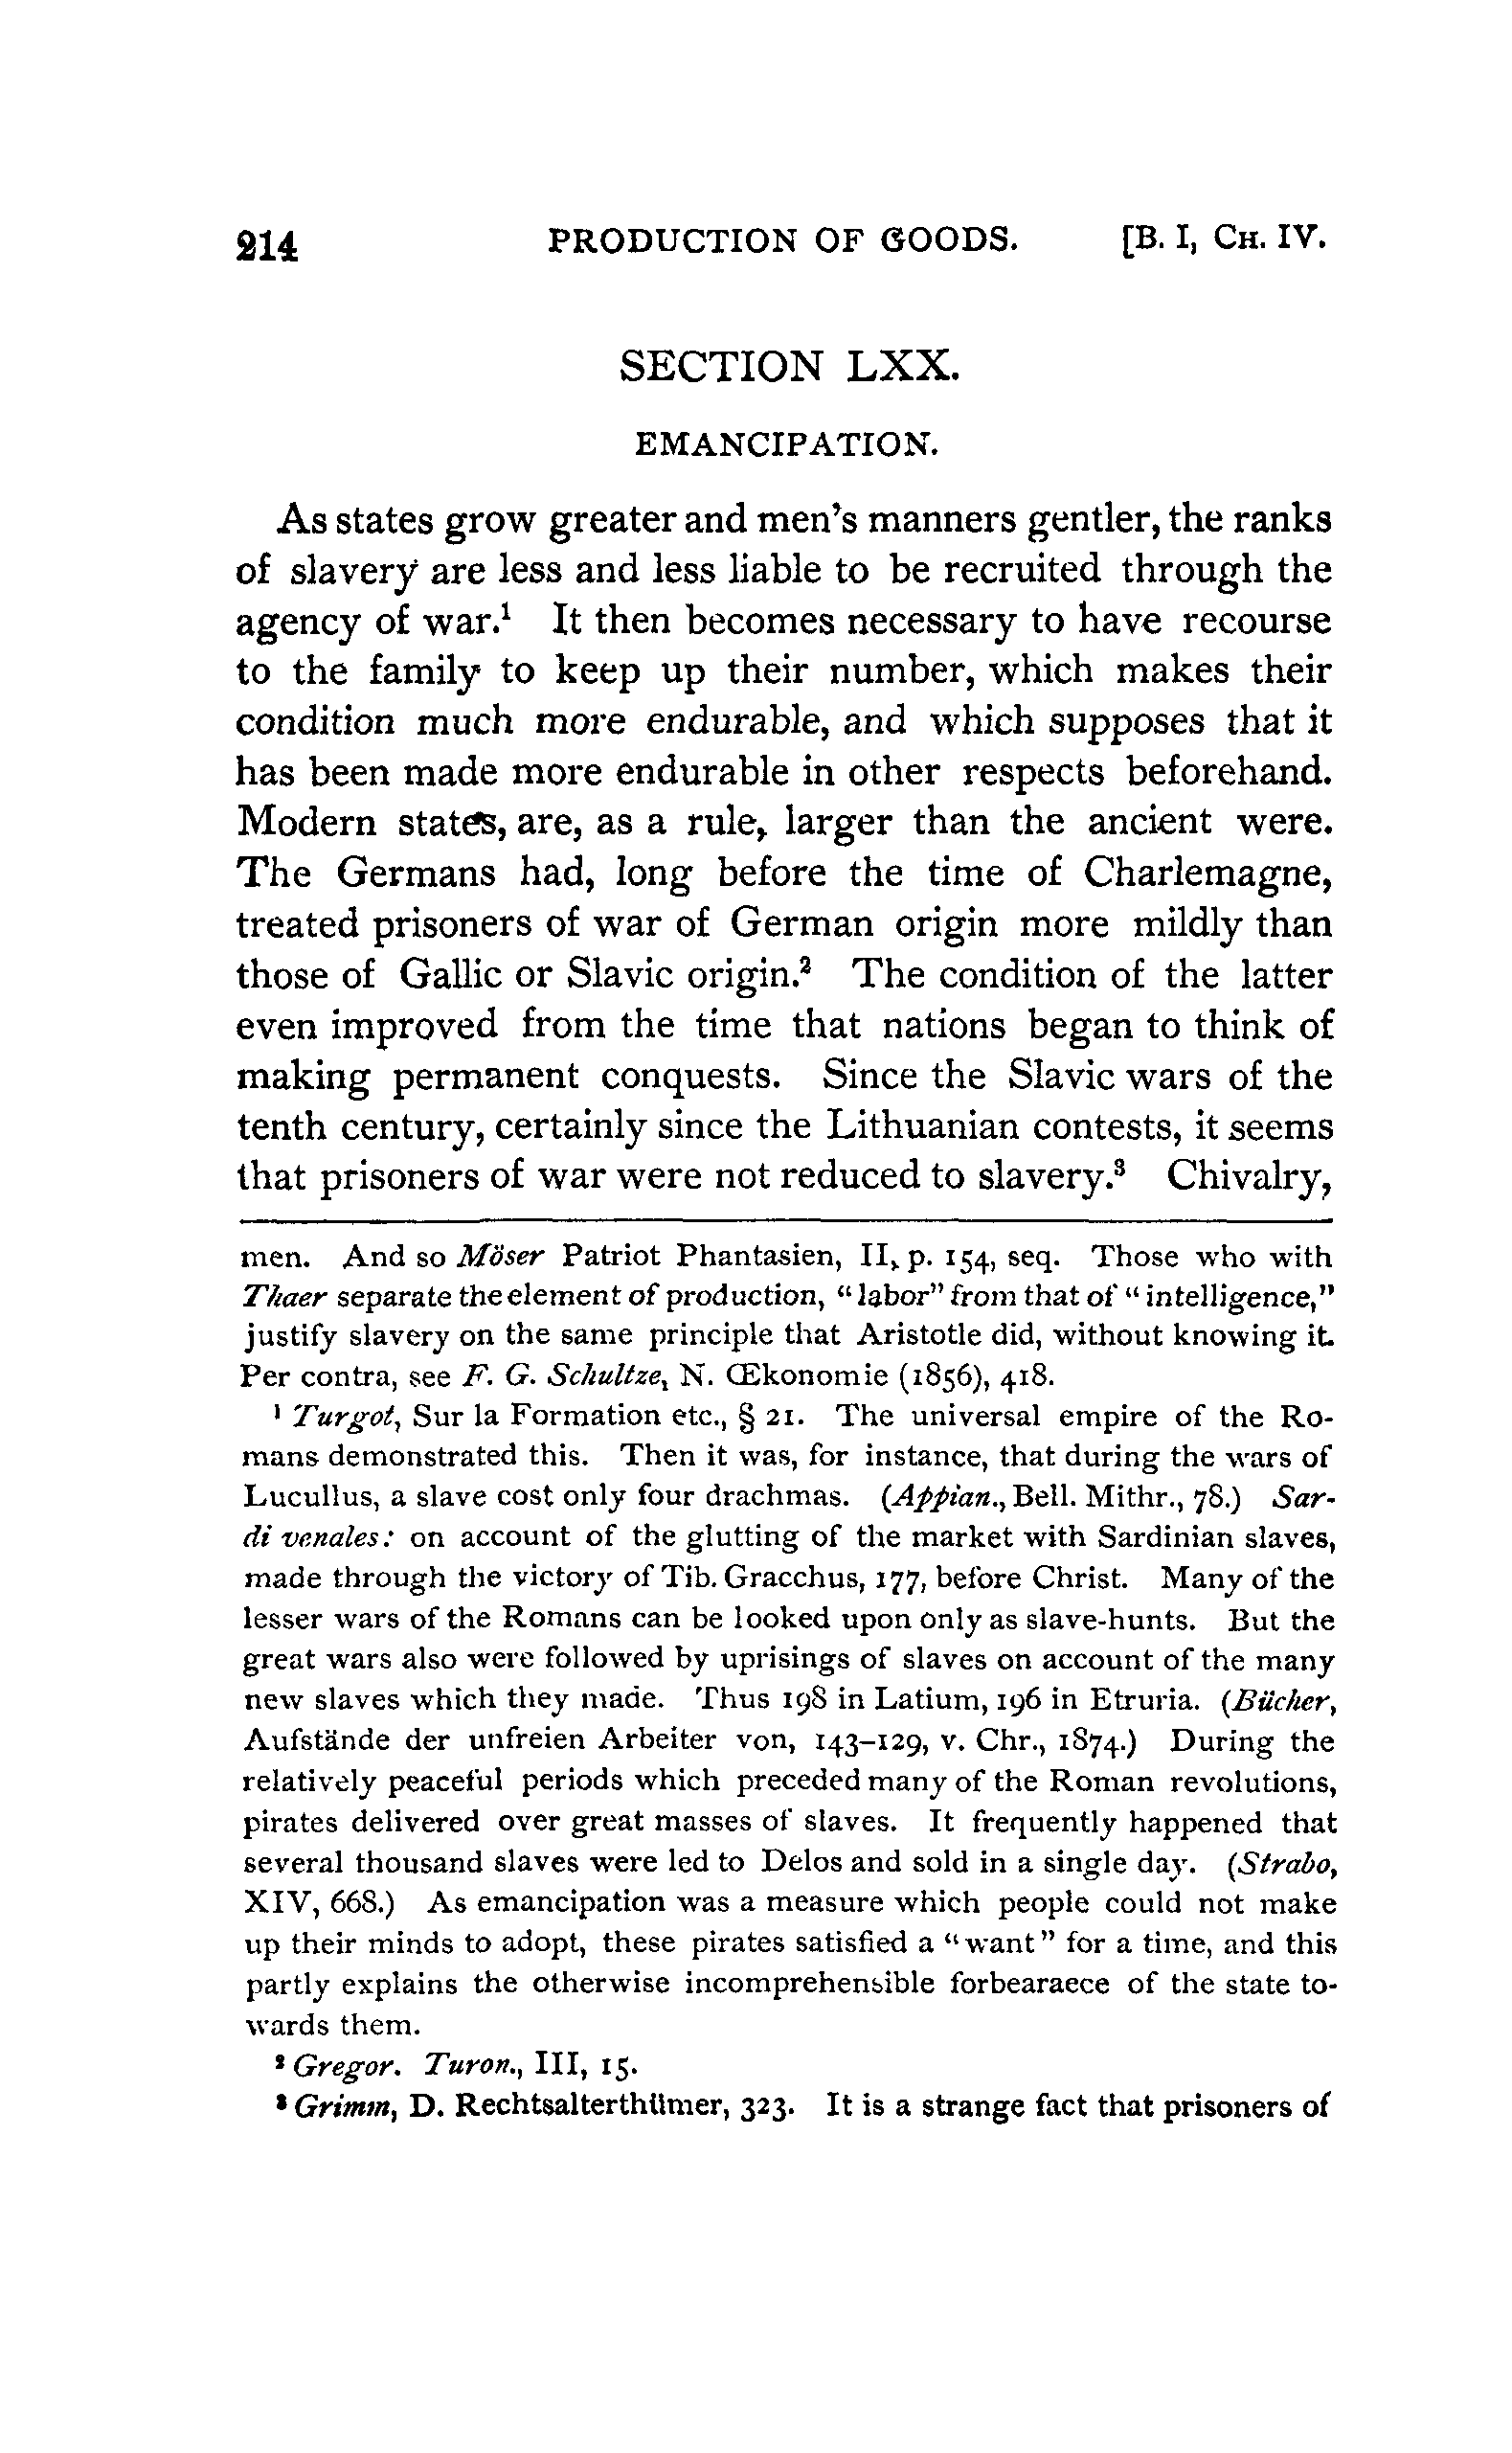 214 PRODUCTION OF GOODS. [B. I, CH. IV.
SECTION LXX.
EMANCIPATION.
As states grow greater and men's manners gentler, the ranks
of slavery are less and less liable to be recruited through the
agency of war.¹ It then becomes necessary to have recourse
to the family to keep up their number, which makes their
condition much more endurable, and which supposes that it
has been made more endurable in other respects beforehand.
Modern states, are, as a rule, larger than the ancient were.
The Germans had, long before the time of Charlemagne,
treated prisoners of war of German origin more mildly than
those of Gallic or Slavic origin.² The condition of the latter
even improved from the time that nations began to think of
making permanent conquests. Since the Slavic wars of the
tenth century, certainly since the Lithuanian contests, it seems
that prisoners of war were not reduced to slavery.³ Chivalry,
men. And so Möser Patriot Phantasien, II, p. 154, seq. Those who with
Thaer separate the element of production, "labor" from that of "intelligence,"
justify slavery on the same principle that Aristotle did, without knowing it.
Per contra, see F. G. Schultze, N. Œkonomie (1856), 418.
¹ Turgot, Sur la Formation etc., § 21. The universal empire of the Ro-
mans demonstrated this. Then it was, for instance, that during the wars of
Lucullus, a slave cost only four drachmas. (Appian., Bell. Mithr., 78.) Sar-
di venales: on account of the glutting of the market with Sardinian slaves,
made through the victory of Tib. Gracchus, 177, before Christ. Many of the
lesser wars of the Romans can be looked upon only as slave-hunts. But the
great wars also were followed by uprisings of slaves on account of the many
new slaves which they made. Thus 198 in Latium, 196 in Etruria. (Bücher,
Aufstände der unfreien Arbeiter von, 143–129, v. Chr., 1874.) During the
relatively peaceful periods which preceded many of the Roman revolutions,
pirates delivered over great masses of slaves. It frequently happened that
several thousand slaves were led to Delos and sold in a single day. (Strabo,
XIV, 668.) As emancipation was a measure which people could not make
up their minds to adopt, these pirates satisfied a "want" for a time, and this
partly explains the otherwise incomprehensible forbearaece of the state to-
wards them.
² Gregor. Turon., III, 15.
³ Grimm, D. Rechtsalterthümer, 323. It is a strange fact that prisoners of